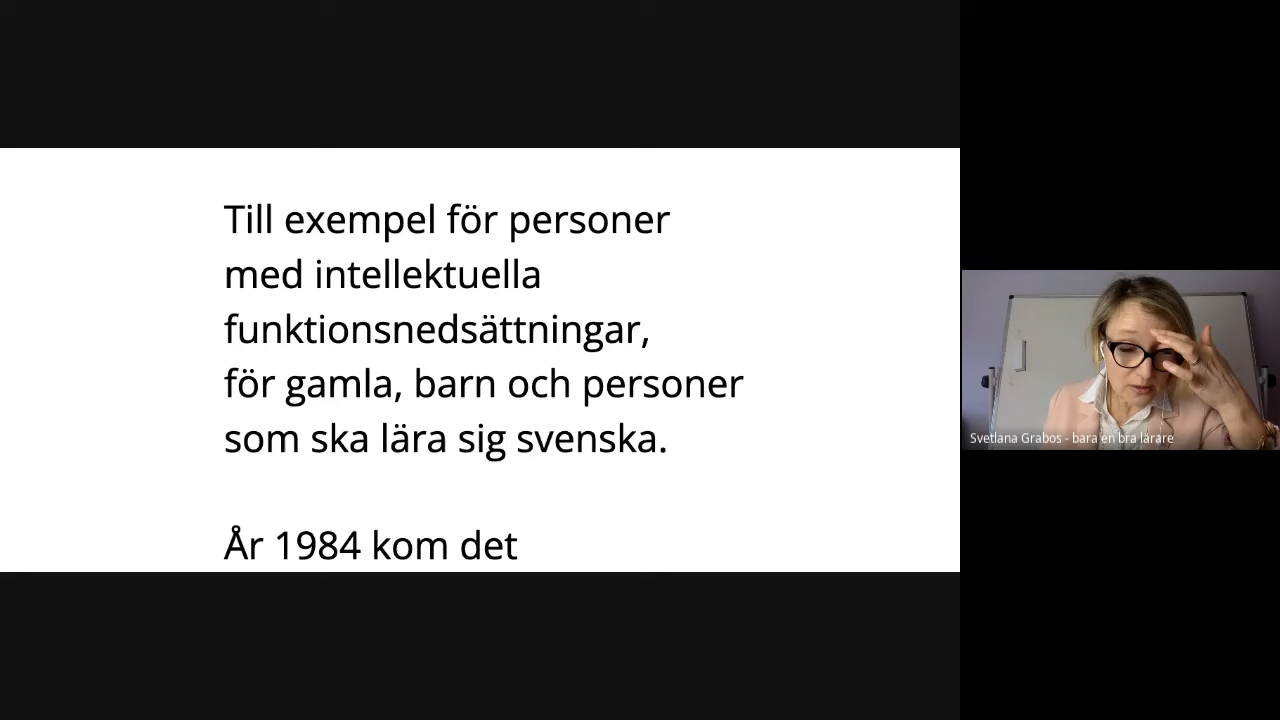 Till exempel för personer
med intellektuella
funktionsnedsättningar,
för gamla, barn och personer
som ska lära sig svenska.
År 1984 kom det
Svetlana Grabos - bara en bra lärare